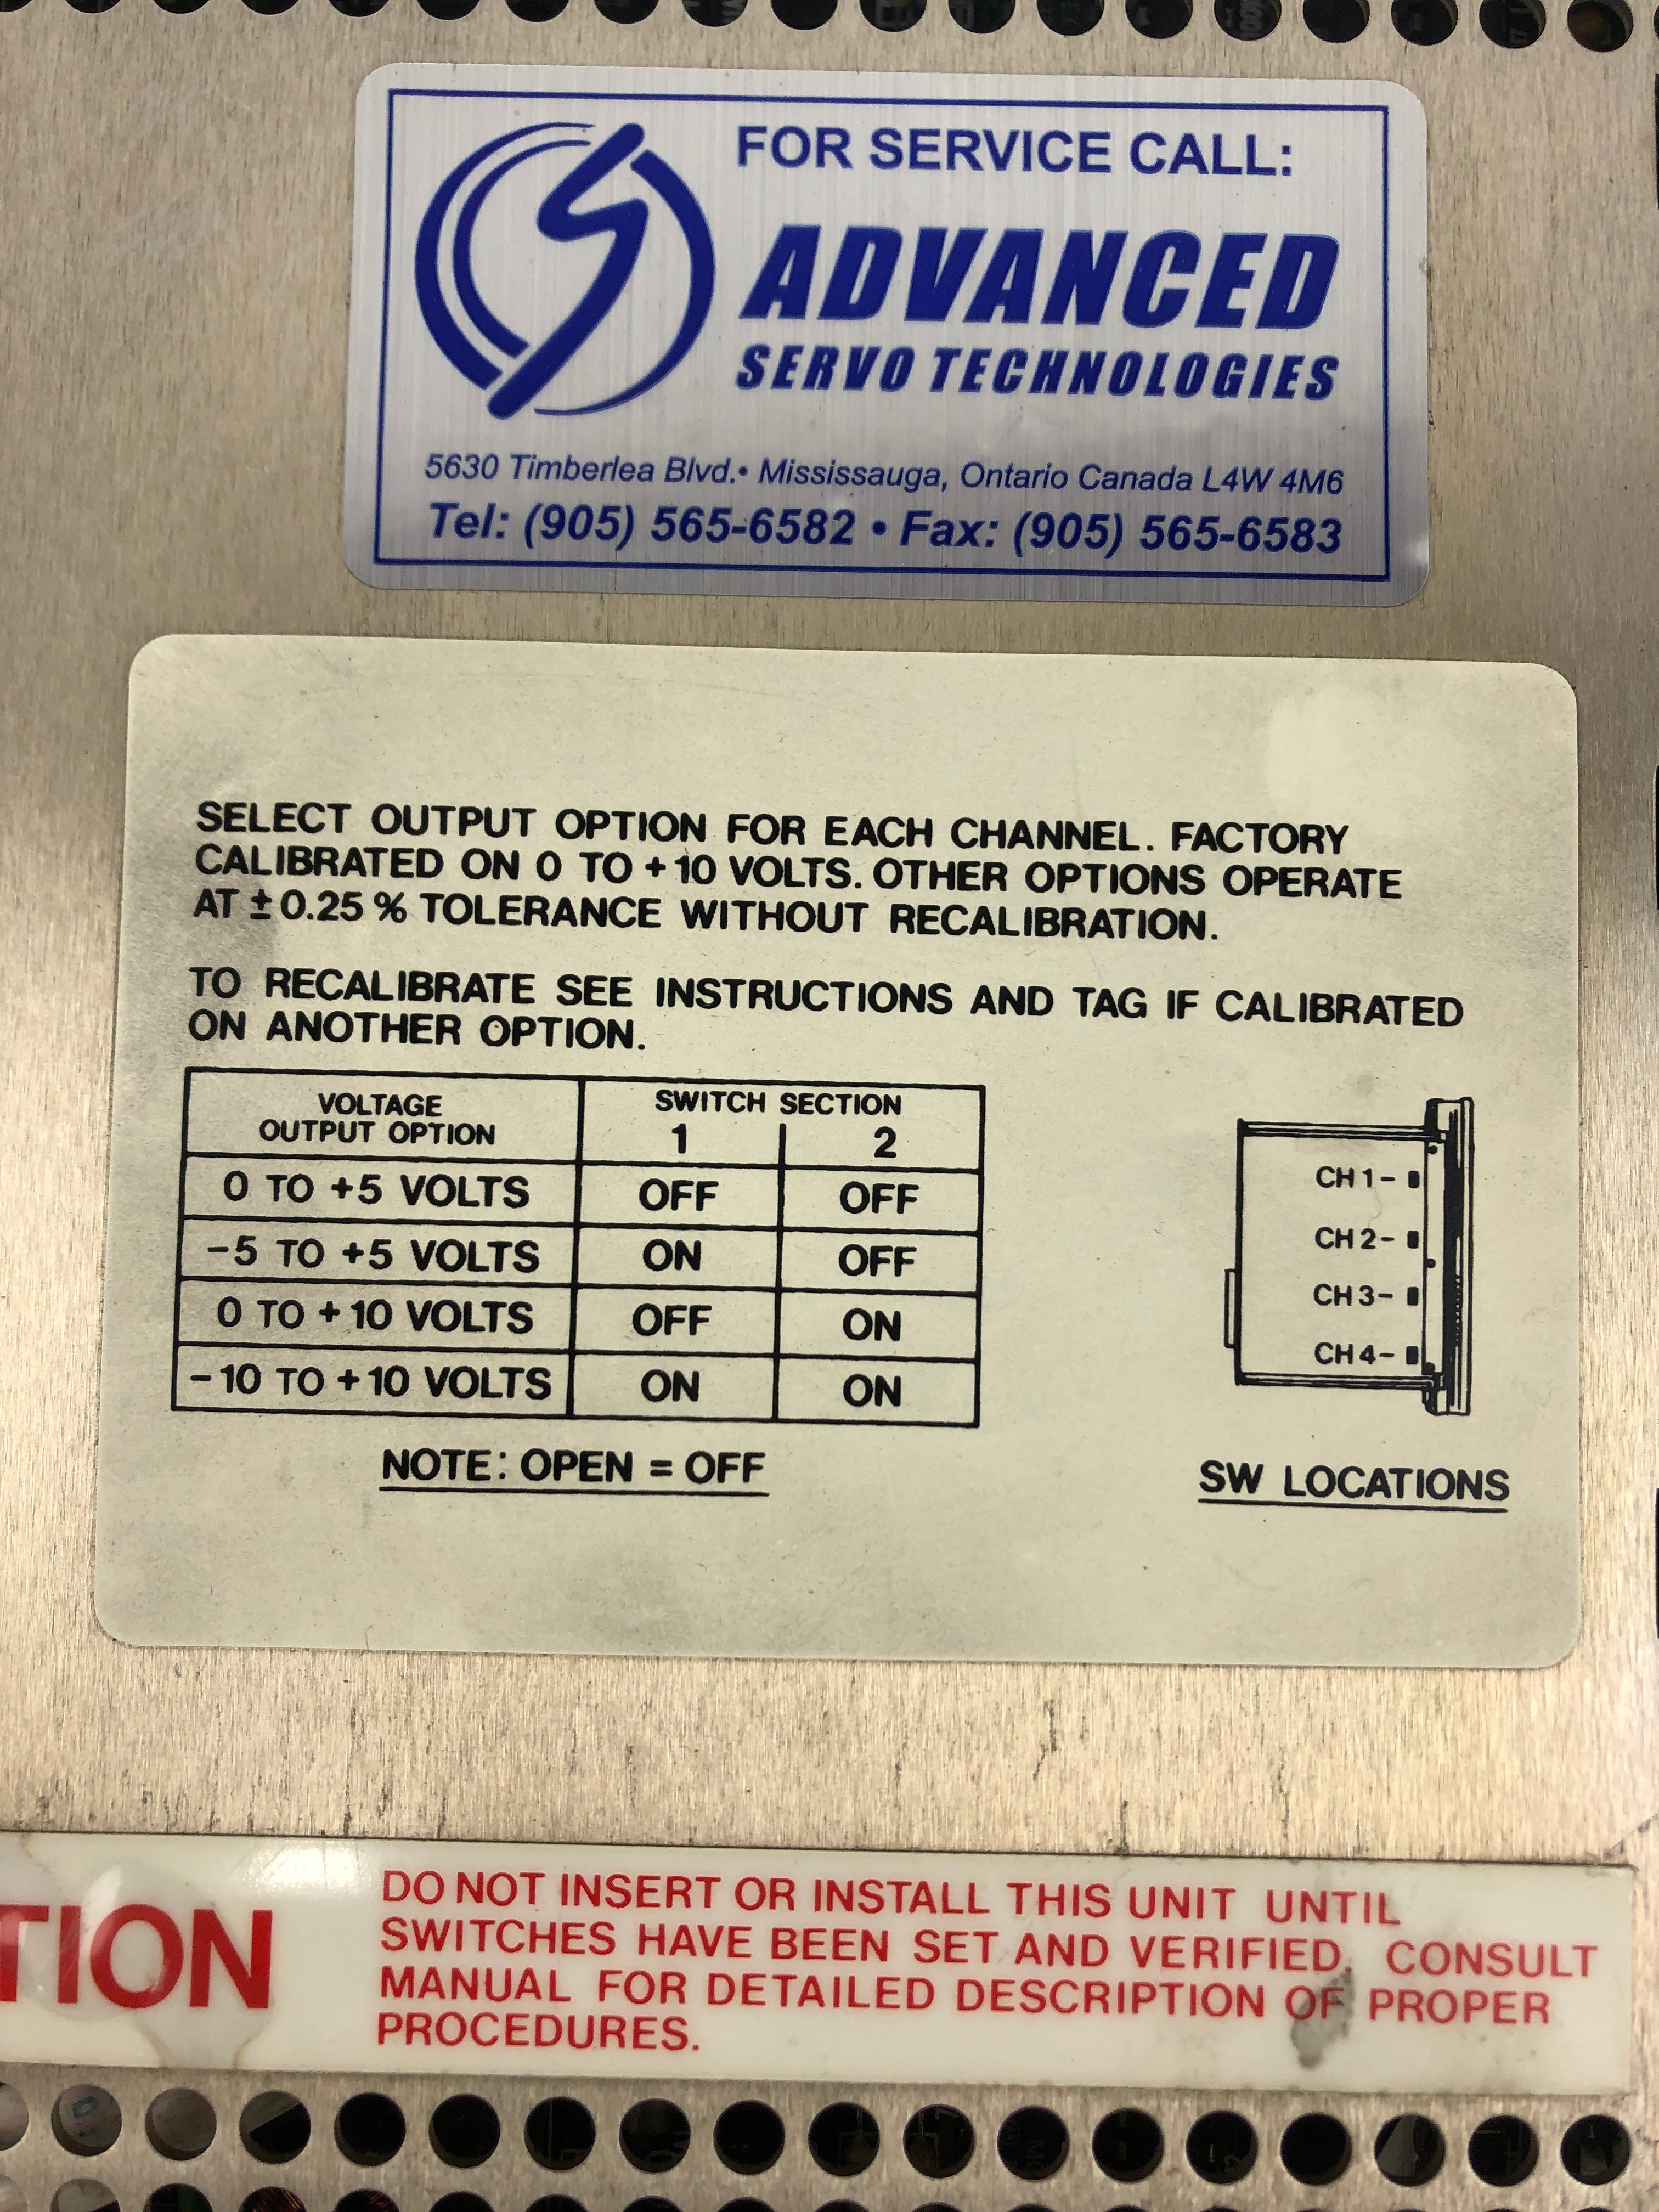 FOR SERVICE CALL:
ADVANCED
SERVO TECHNOLOGIES
5630 Timberlea Blvd.• Mississauga, Ontario Canada L4W 4M6
Tel: (905) 565-6582 • Fax: (905) 565-6583
SELECT OUTPUT OPTION FOR EACH CHANNEL. FACTORY
CALIBRATED ON 0 TO +10 VOLTS. OTHER OPTIONS OPERATE
AT ±0.25% TOLERANCE WITHOUT RECALIBRATION.
TO RECALIBRATE SEE INSTRUCTIONS AND TAG IF CALIBRATED
ON ANOTHER OPTION.
VOLTAGE
OUTPUT OPTION
SWITCH SECTION
1 2
0 TO +5 VOLTS OFF OFF
-5 TO +5 VOLTS ON OFF
0 TO +10 VOLTS OFF ON
-10 TO +10 VOLTS ON ON
NOTE: OPEN = OFF
CH1-
CH2-
CH3-
CH4-
SW LOCATIONS
TION
DO NOT INSERT OR INSTALL THIS UNIT UNTIL
SWITCHES HAVE BEEN SET AND VERIFIED. CONSULT
MANUAL FOR DETAILED DESCRIPTION OF PROPER
PROCEDURES.